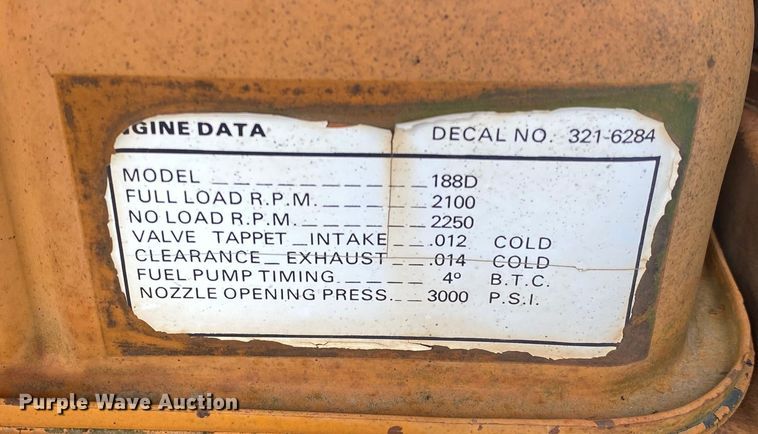 GINE DATA DECAL NO. 321-6284
MODEL 188D
FULL LOAD R.P.M. 2100
NO LOAD R.P.M. 2250
VALVE TAPPET INTAKE .012 COLD
CLEARANCE EXHAUST .014 COLD
FUEL PUMP TIMING 4° B.T.C.
NOZZLE OPENING PRESS. 3000 P.S.I.
Purple Wave Auction